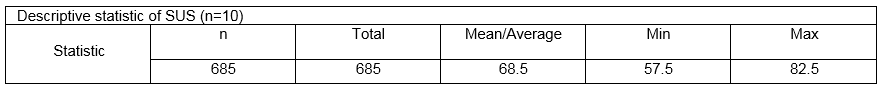 Descriptive statistic of SUS (n=10)
Statistic n Total Mean/Average Min Max
685 685 68.5 57.5 82.5